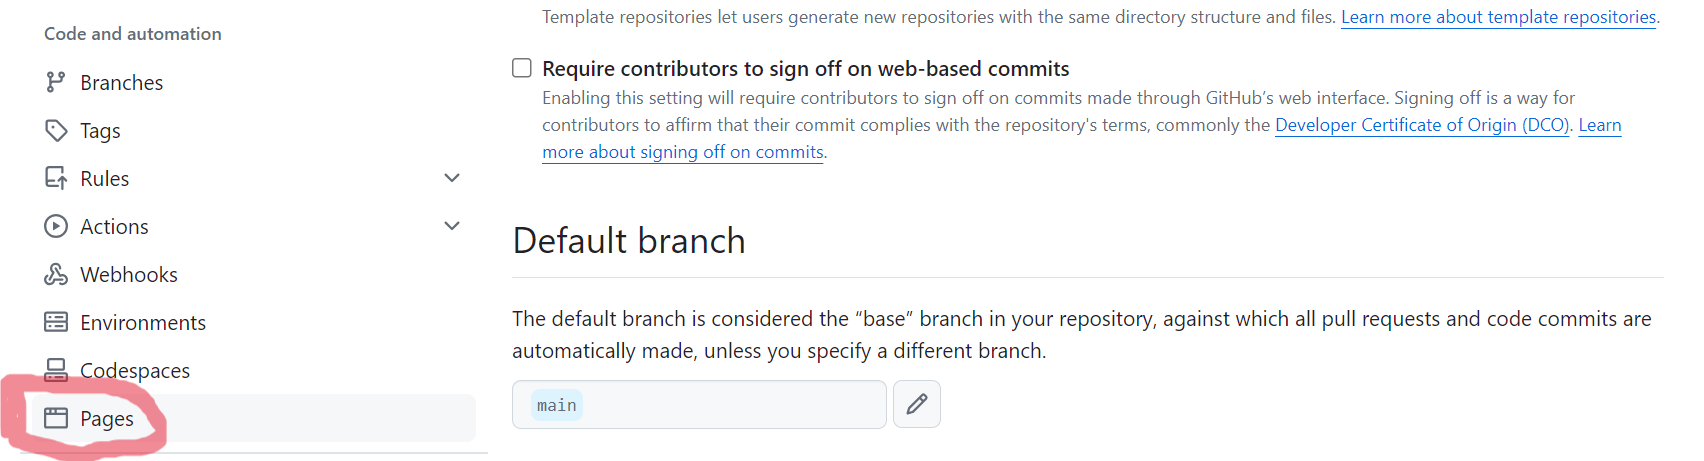 Code and automation
Branches
Tags
Rules
Actions
Webhooks
Environments
Codespaces
Pages
Template repositories let users generate new repositories with the same directory structure and files. Learn more about template repositories.
Require contributors to sign off on web-based commits
Enabling this setting will require contributors to sign off on commits made through GitHub’s web interface. Signing off is a way for
contributors to affirm that their commit complies with the repository's terms, commonly the Developer Certificate of Origin (DCO). Learn
more about signing off on commits.
Default branch
The default branch is considered the “base” branch in your repository, against which all pull requests and code commits are
automatically made, unless you specify a different branch.
main